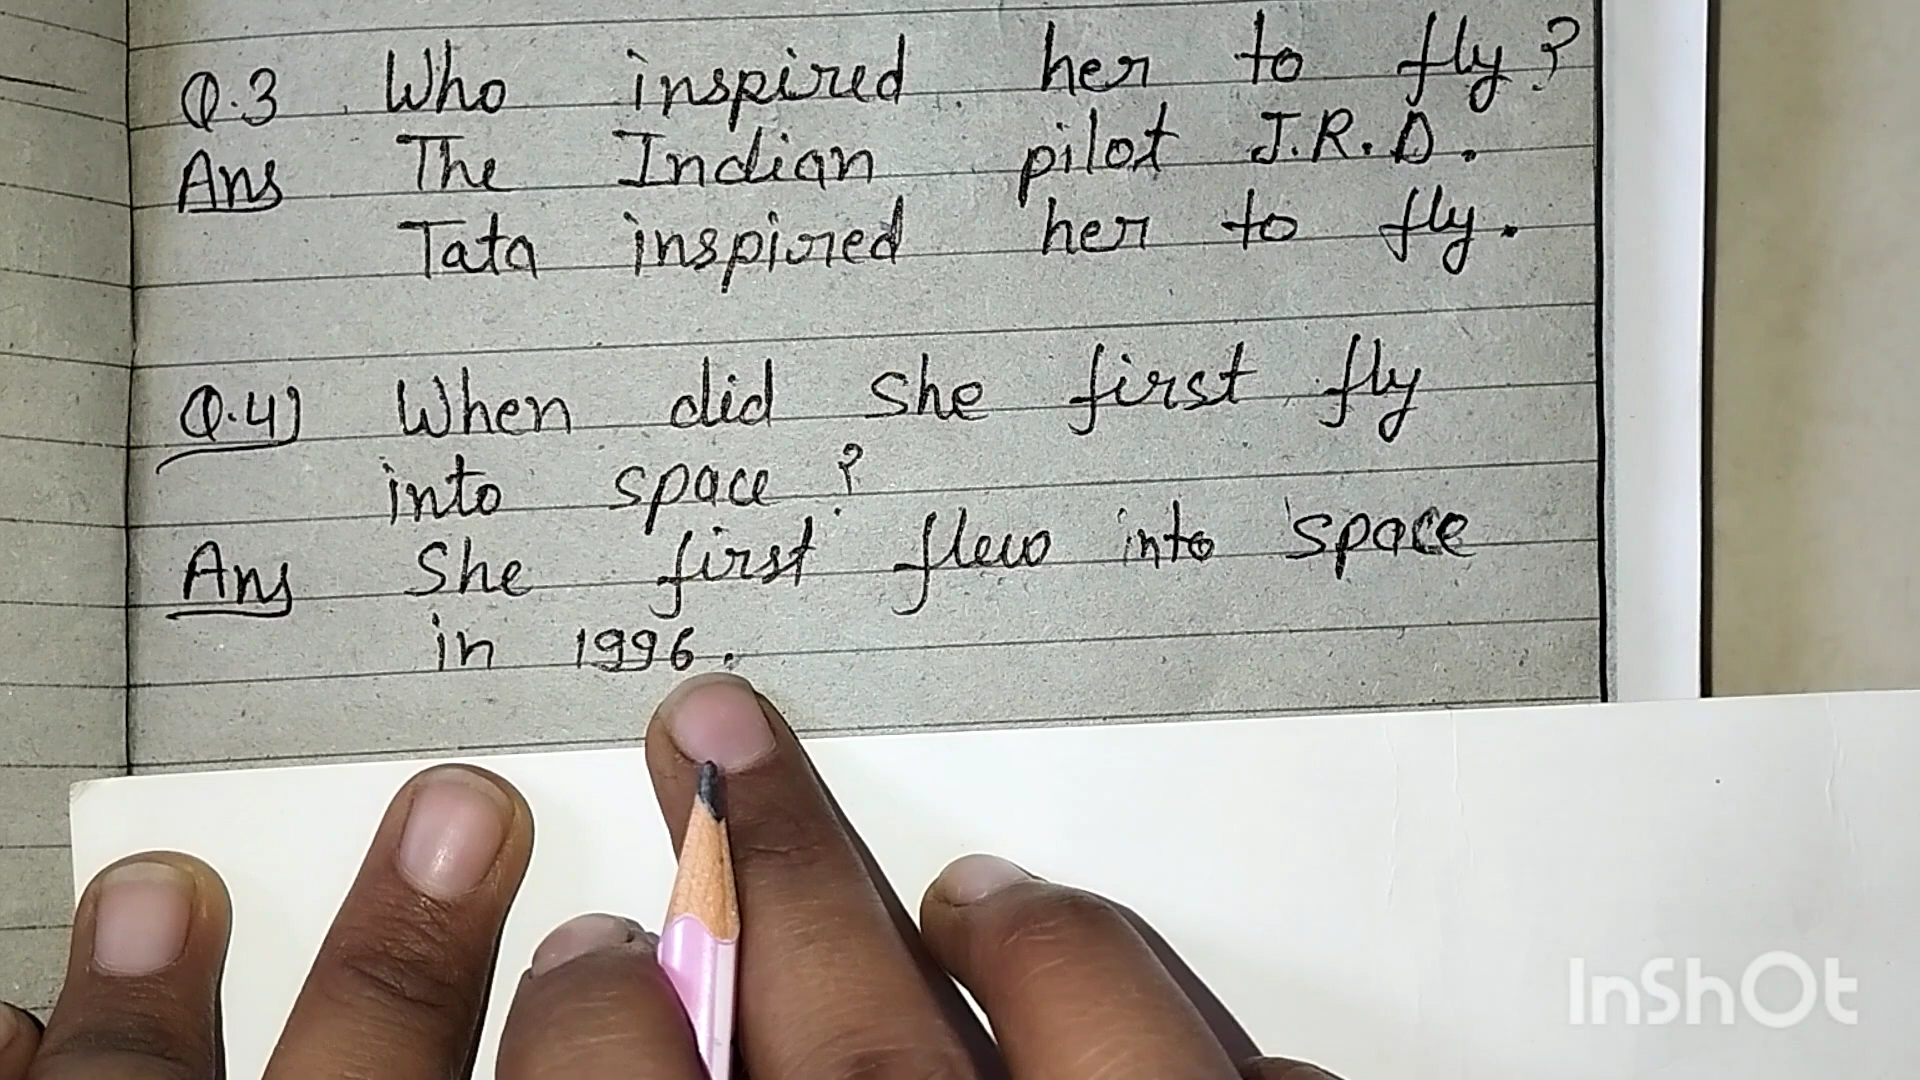 Q.3 Who inspired her to fly?
Ans The Indian pilot J.R.D.
Tata inspired her to fly.
Q.4) When did she first fly
into space?
Ans She first flew into space
in 1996.
InShOt